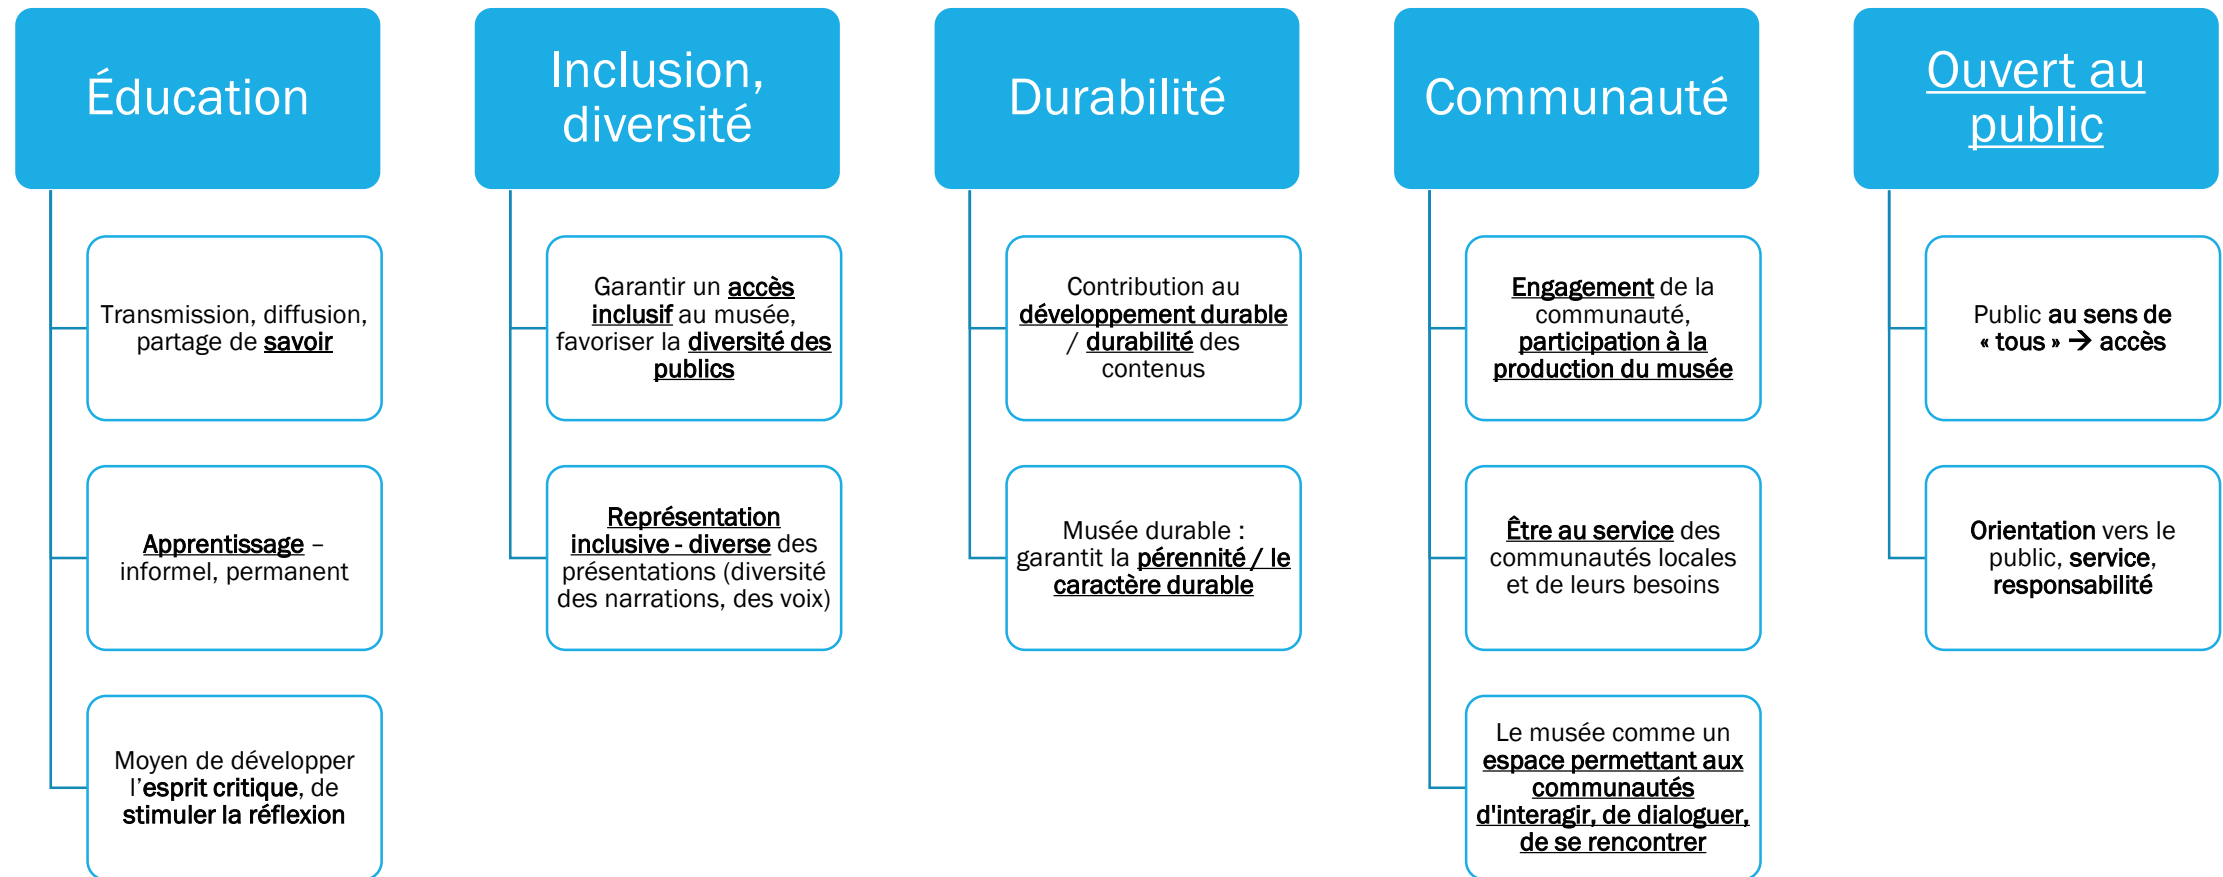 Éducation
Transmission, diffusion,
partage de savoir
Apprentissage –
informel, permanent
Moyen de développer
l’esprit critique, de
stimuler la réflexion
Inclusion,
diversité
Garantir un accès
inclusif au musée,
favoriser la diversité des
publics
Représentation
inclusive - diverse des
présentations (diversité
des narrations, des voix)
Durabilité
Contribution au
développement durable
/ durabilité des
contenus
Musée durable :
garantit la pérennité / le
caractère durable
Communauté
Engagement de la
communauté,
participation à la
production du musée
Être au service des
communautés locales
et de leurs besoins
Le musée comme un
espace permettant aux
communautés
d'interagir, de dialoguer,
de se rencontrer
Ouvert au
public
Public au sens de
« tous » → accès
Orientation vers le
public, service,
responsabilité